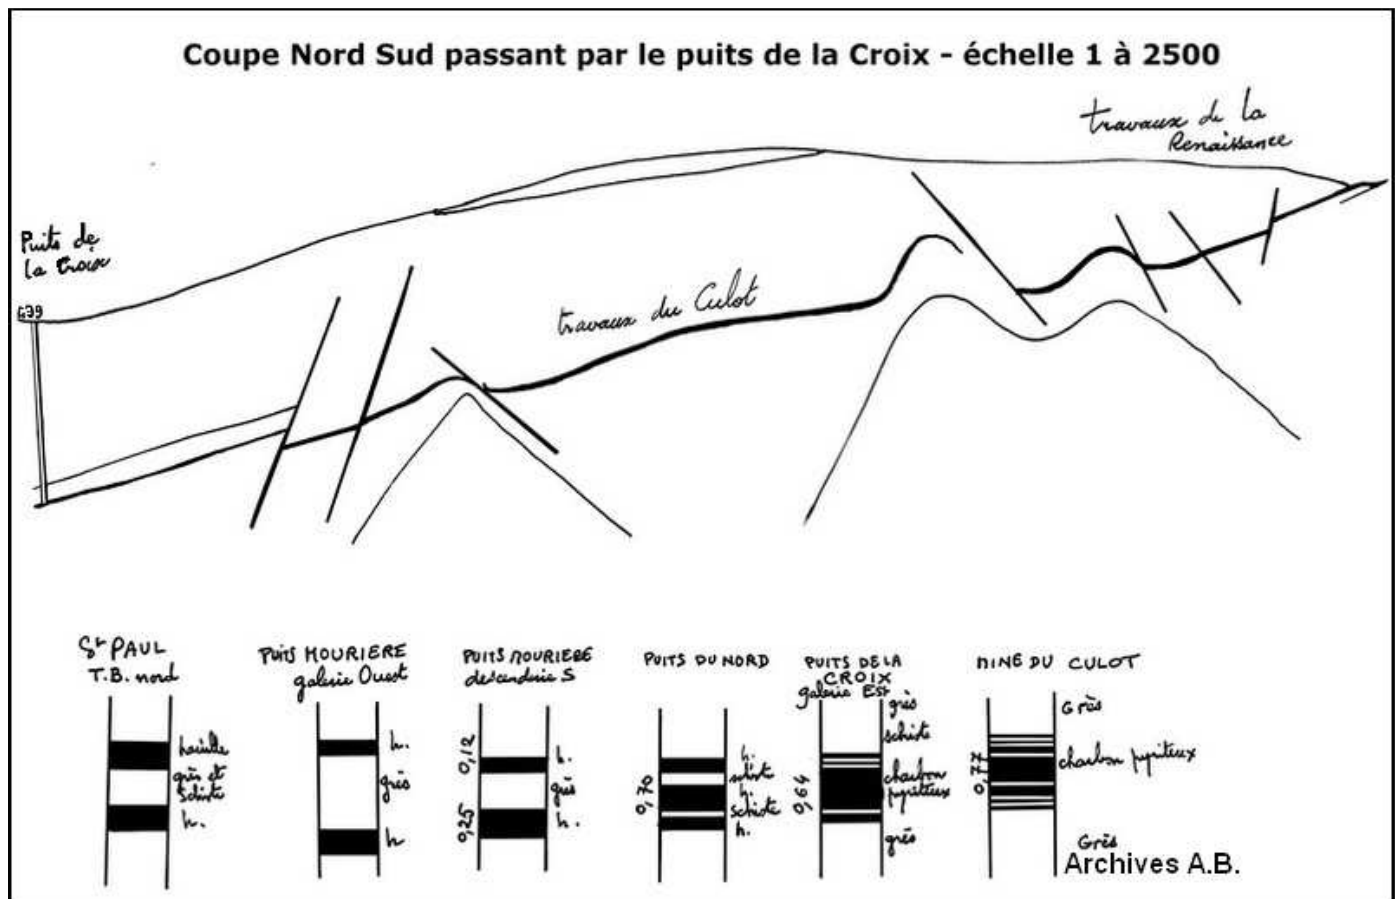 Coupe Nord Sud passant par le puits de la Croix - échelle 1 à 2500
travaux de la
Renaissance
Puits de
la Croix
639
travaux du Culot
St PAUL
T.B. nord
houille
grès et
schiste
h.
PUITS MOURIERE
galerie Ouest
h.
grès
h
PUITS MOURIERE
descenderie S
0,12
h.
grès
0,25
h.
PUITS DU NORD
0,70
h.
schiste
h.
schiste
h.
PUITS DE LA
CROIX
galerie Est
grès
schiste
0,64
charbon
pyriteux
grès
MINE DU CULOT
Grès
0,77
charbon pyriteux
Grès
Archives A.B.